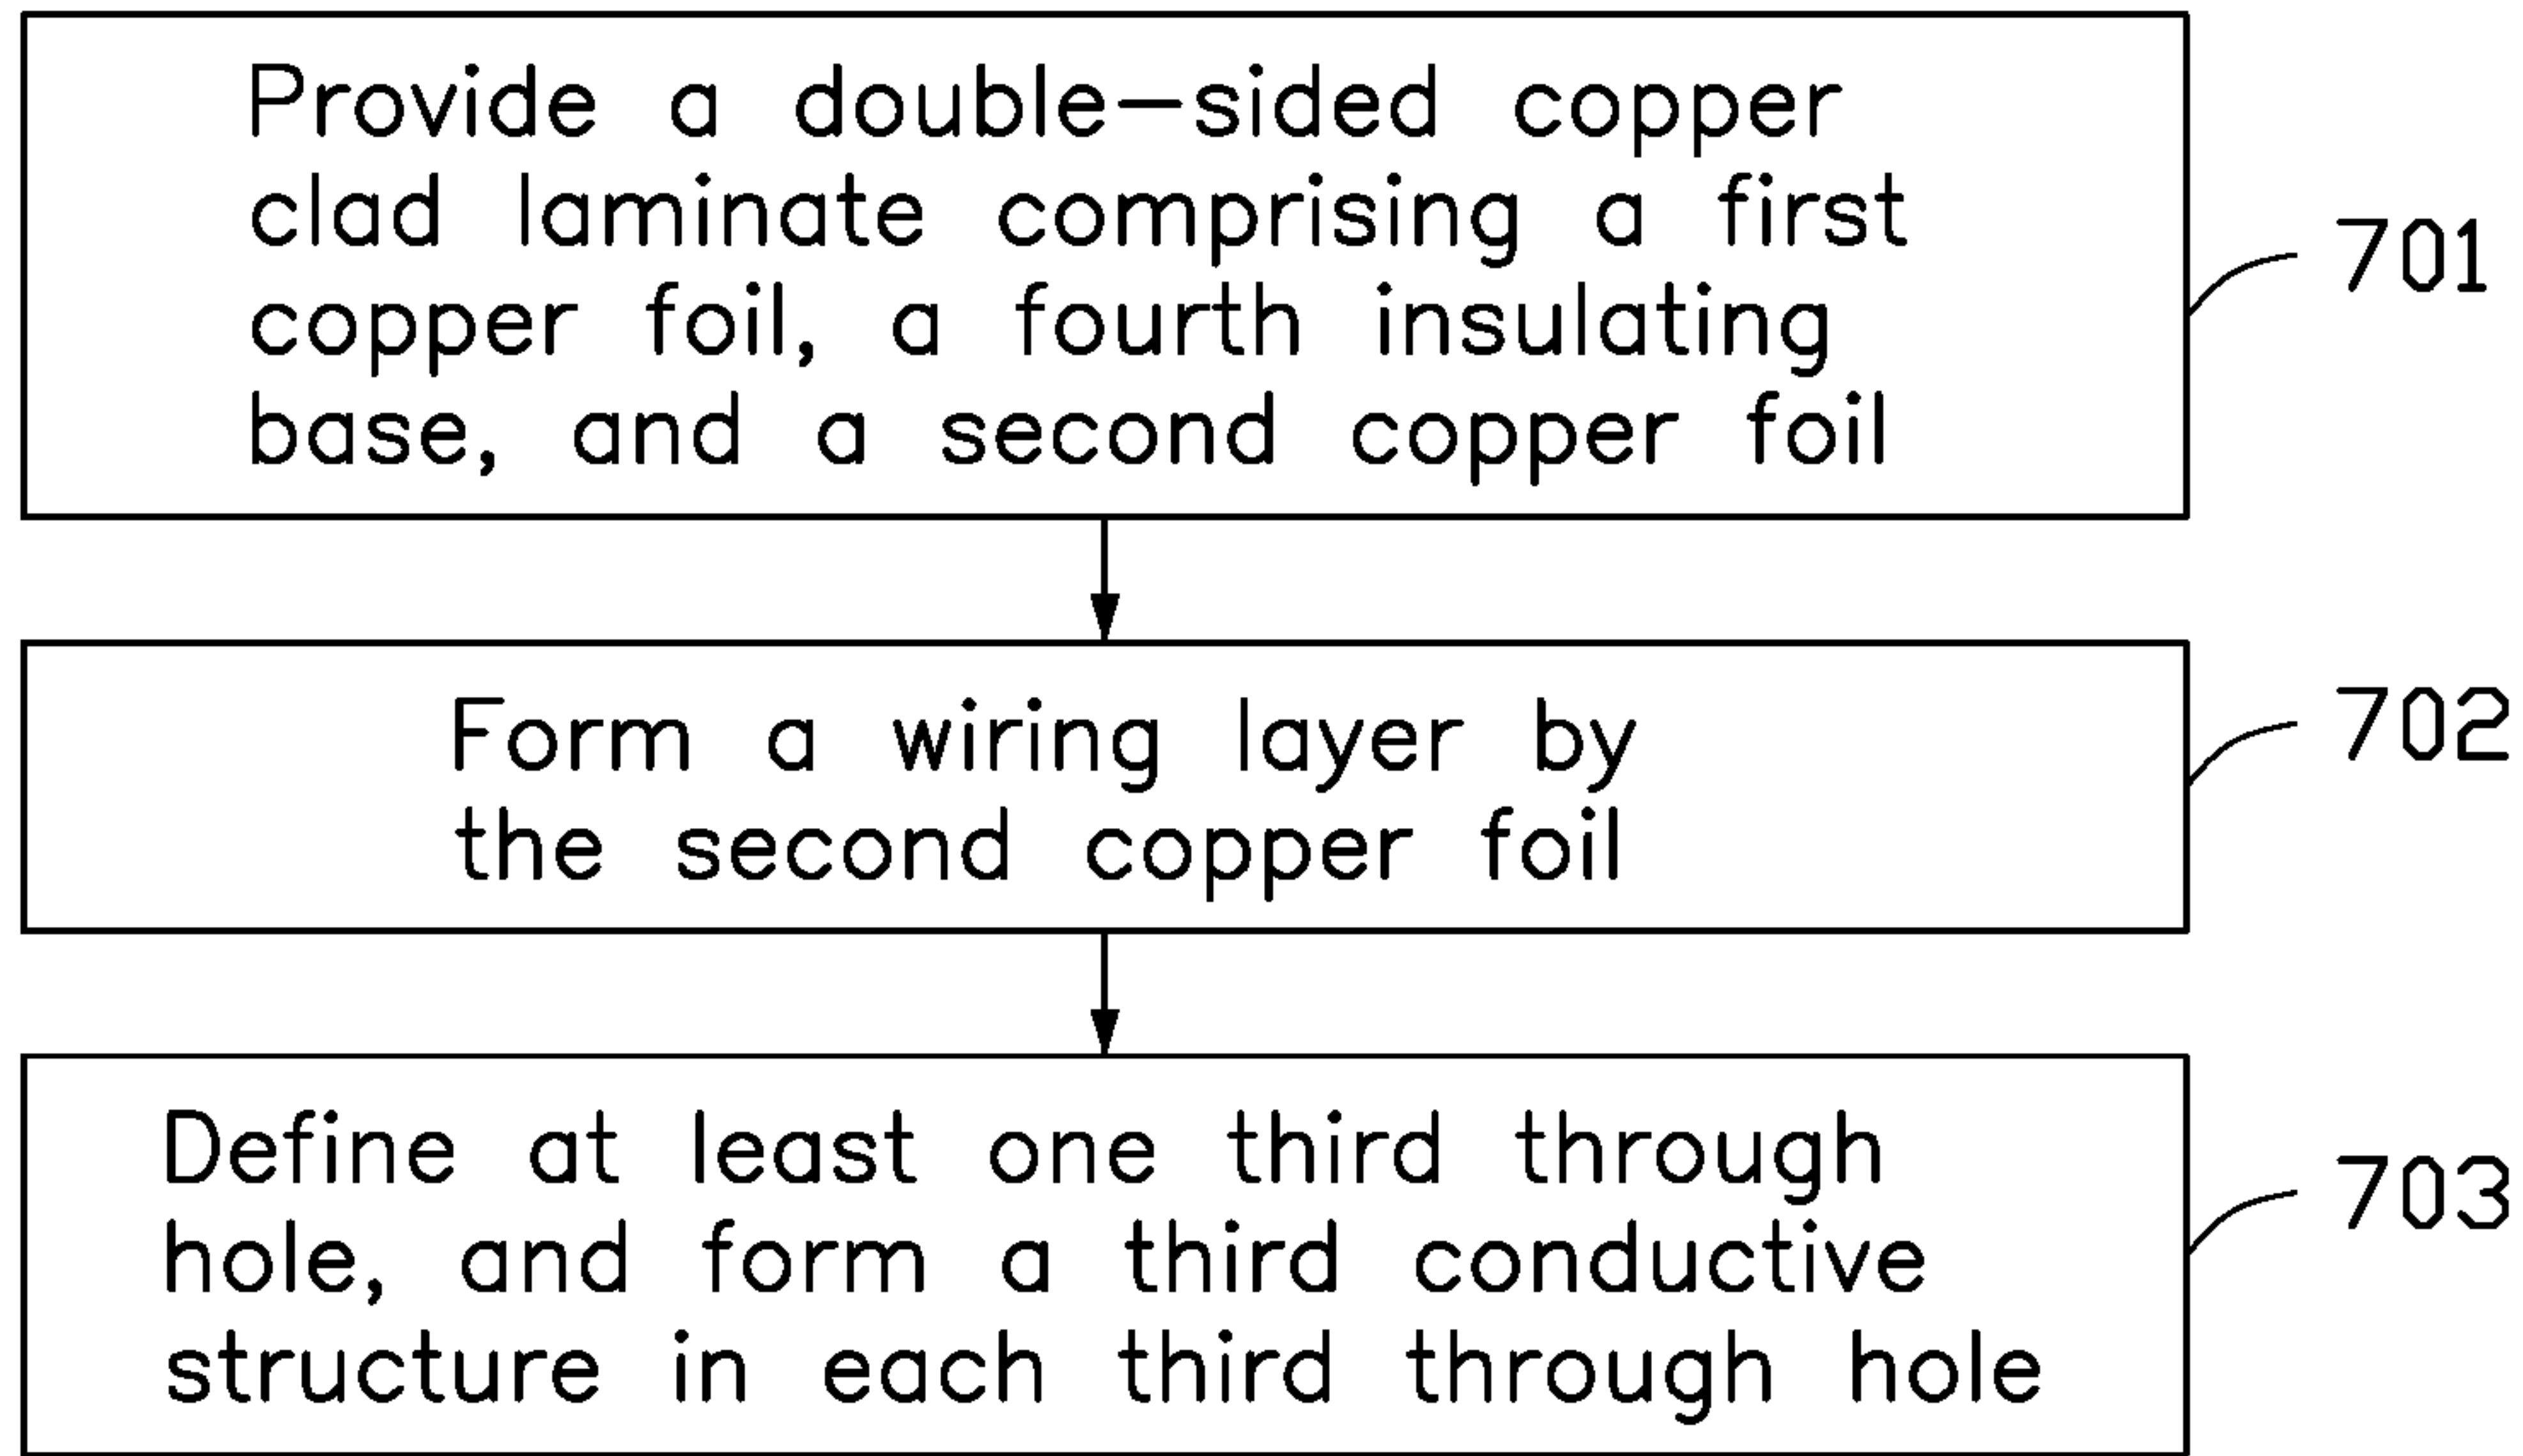 Provide a double-sided copper
clad laminate comprising a first
copper foil, a fourth insulating
base, and a second copper foil
701
Form a wiring layer by
the second copper foil
702
Define at least one third through
hole, and form a third conductive
structure in each third through hole
703